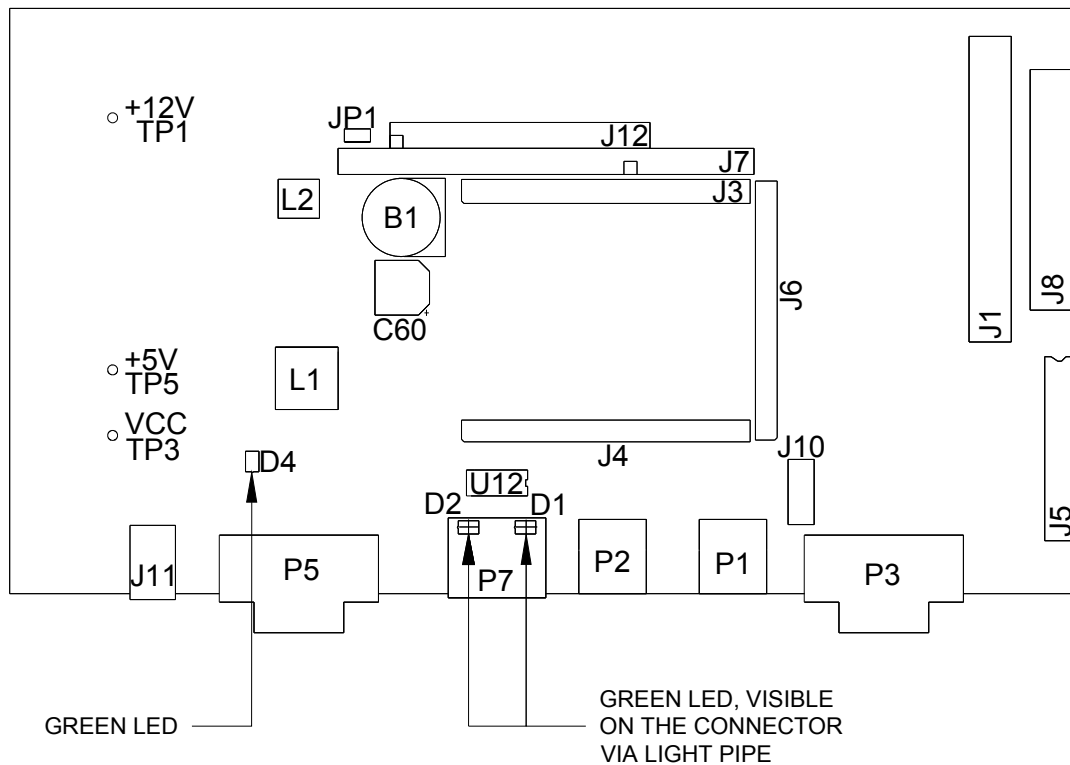 +12V
TP1
JP1
J12
J7
J3
L2
B1
J6
J1
J8
C60
+5V
TP5
L1
VCC
TP3
D4
J4
J10
U12
D2
D1
J5
J11
P5
P7
P2
P1
P3
GREEN LED
GREEN LED, VISIBLE
ON THE CONNECTOR
VIA LIGHT PIPE